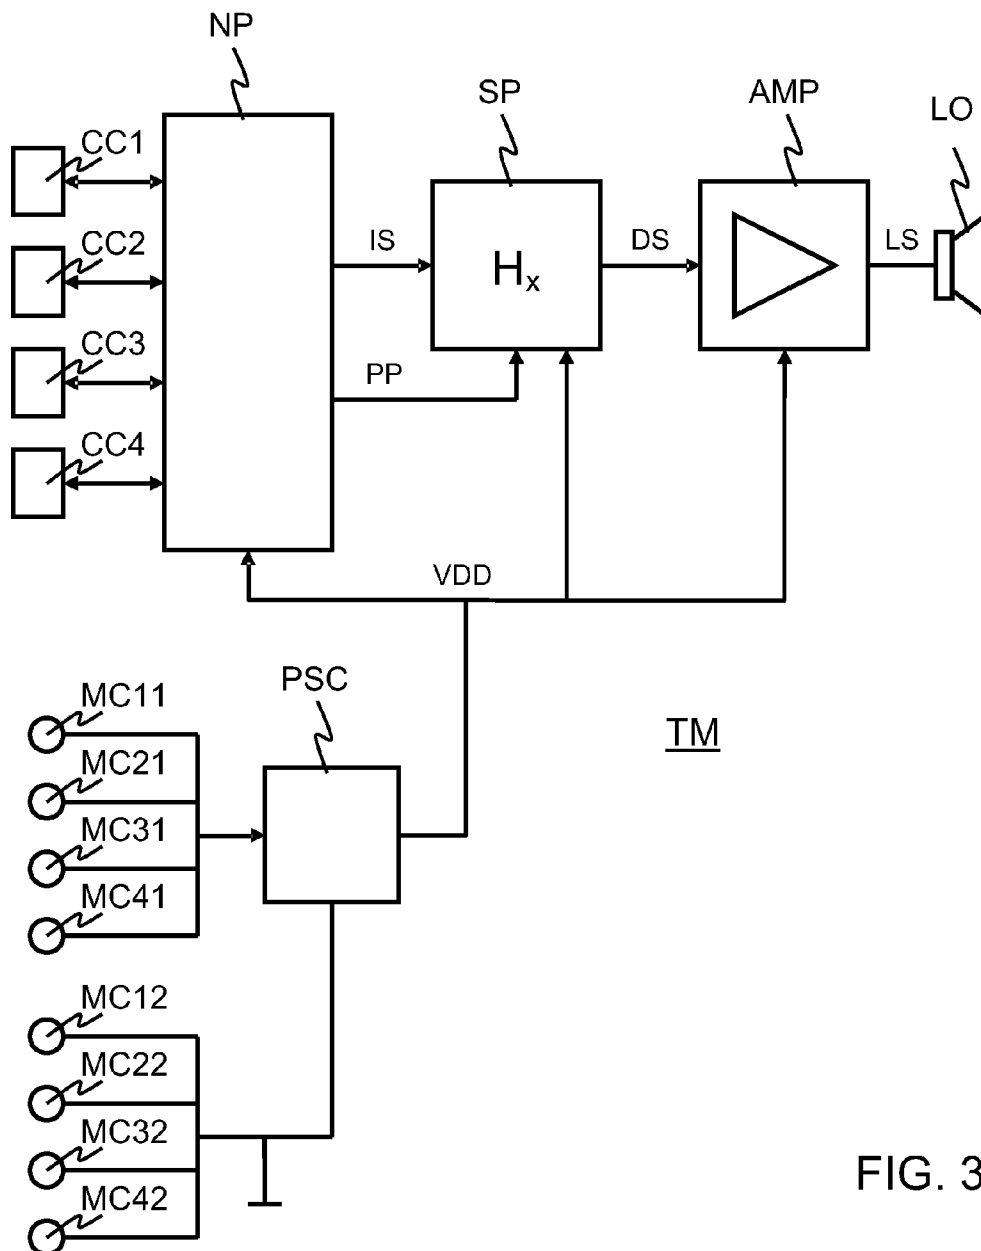 NP
SP
AMP
LO
CC1
CC2
CC3
CC4
IS
Hx
DS
LS
PP
VDD
PSC
TM
MC11
MC21
MC31
MC41
MC12
MC22
MC32
MC42
FIG. 3